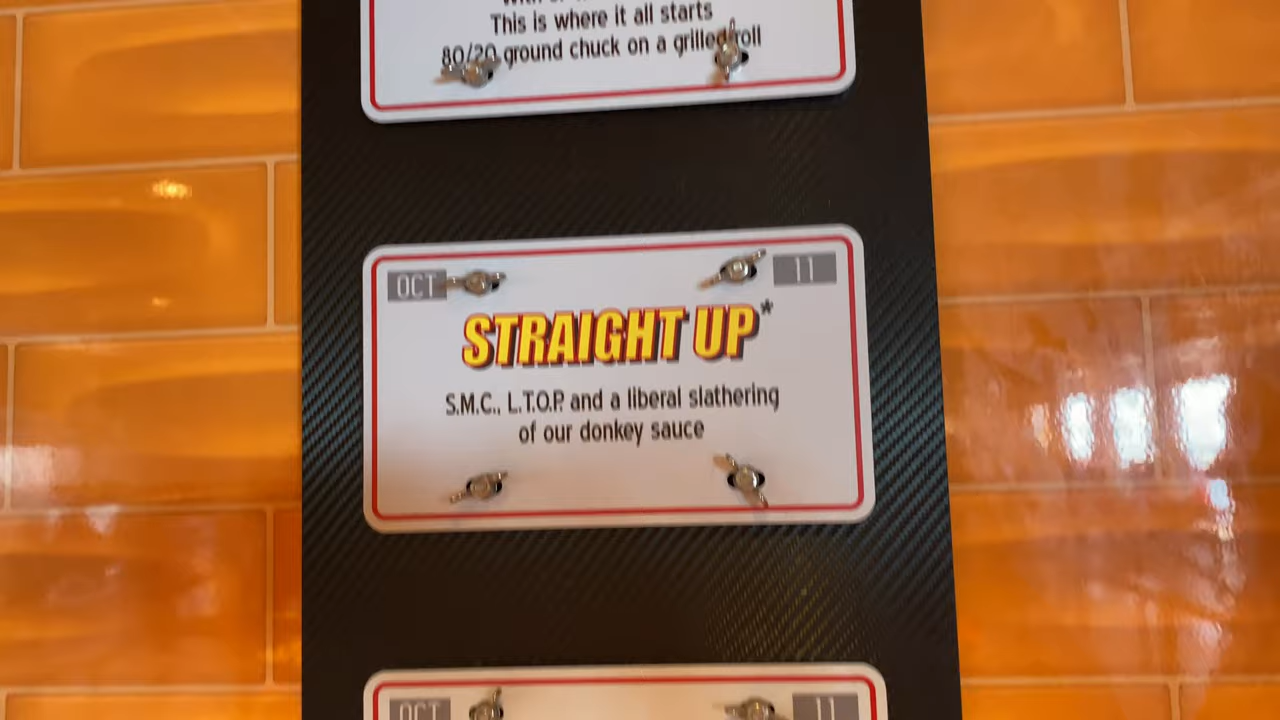 This is where it all starts
80/20 ground chuck on a grilled roll
OCT 11
STRAIGHT UP*
S.M.C., L.T.O.P. and a liberal slathering
of our donkey sauce
OCT 11